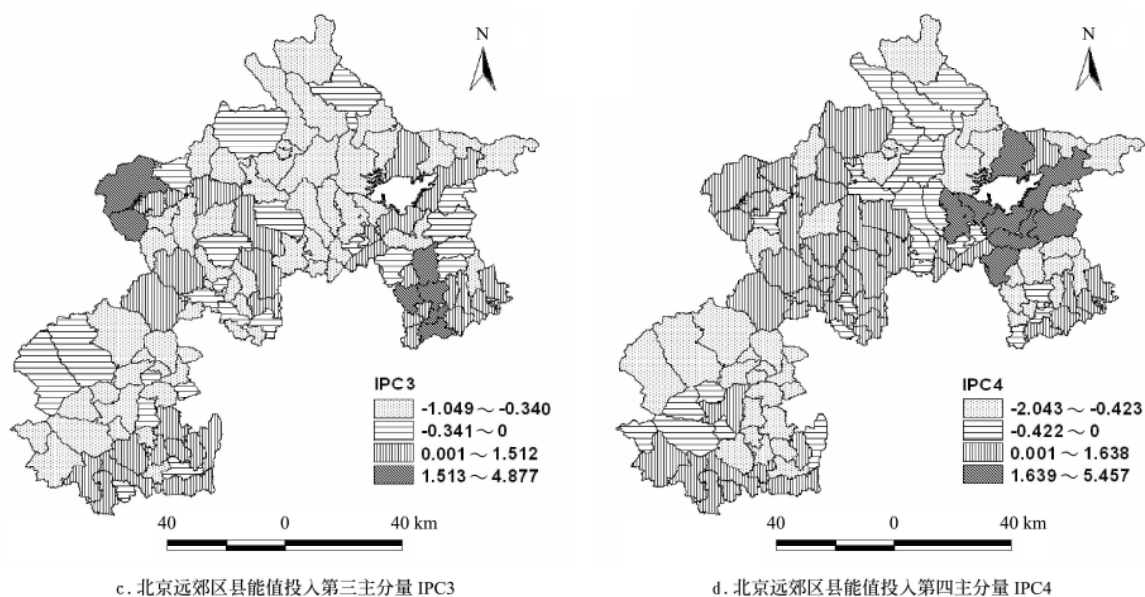 N
IPC3
-1.049～-0.340
-0.341～0
0.001～1.512
1.513～4.877
40 0 40 km
c.北京远郊区县能值投入第三主分量 IPC3
N
IPC4
-2.043～-0.423
-0.422～0
0.001～1.638
1.639～5.457
40 0 40 km
d.北京远郊区县能值投入第四主分量 IPC4